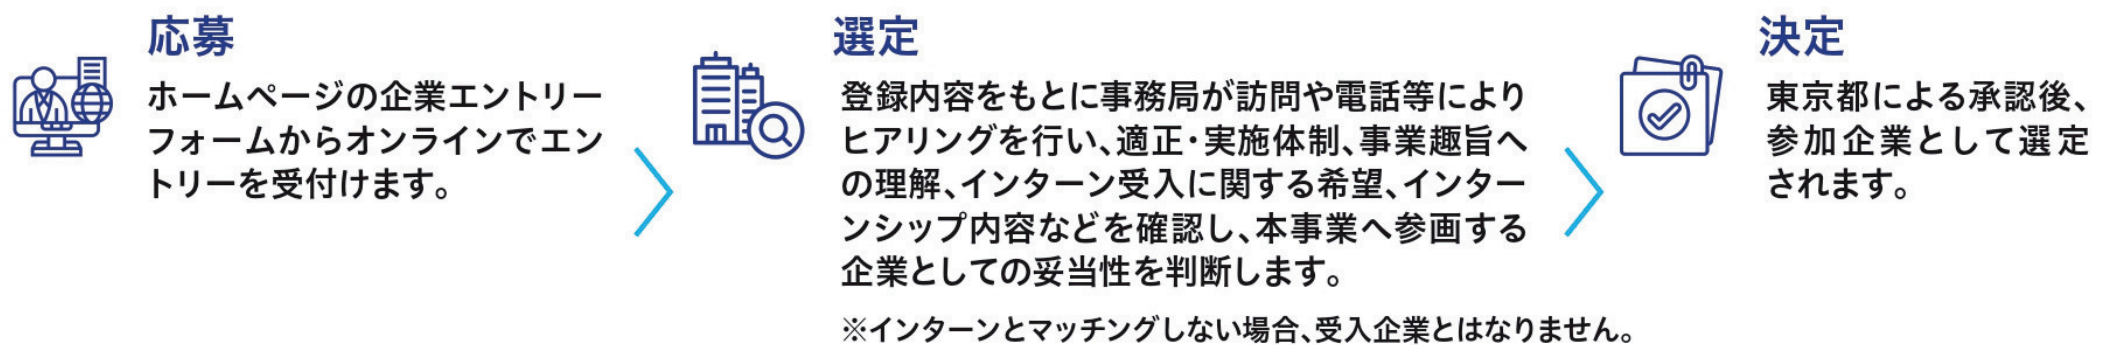 応募
ホームページの企業エントリー
フォームからオンラインでエン
トリーを受付けます。
選定
登録内容をもとに事務局が訪問や電話等により
ヒアリングを行い、適正・実施体制、事業趣旨へ
の理解、インターン受入に関する希望、インター
ンシップ内容などを確認し、本事業へ参画する
企業としての妥当性を判断します。
※インターンとマッチングしない場合、受入企業とはなりません。
決定
東京都による承認後、
参加企業として選定
されます。